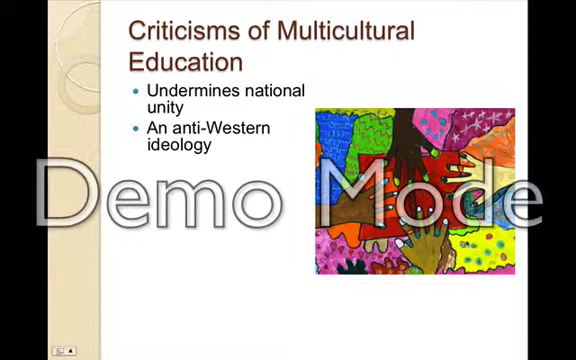 Criticisms of Multicultural
Education
Undermines national
unity
An anti-Western
ideology
Demo Mode